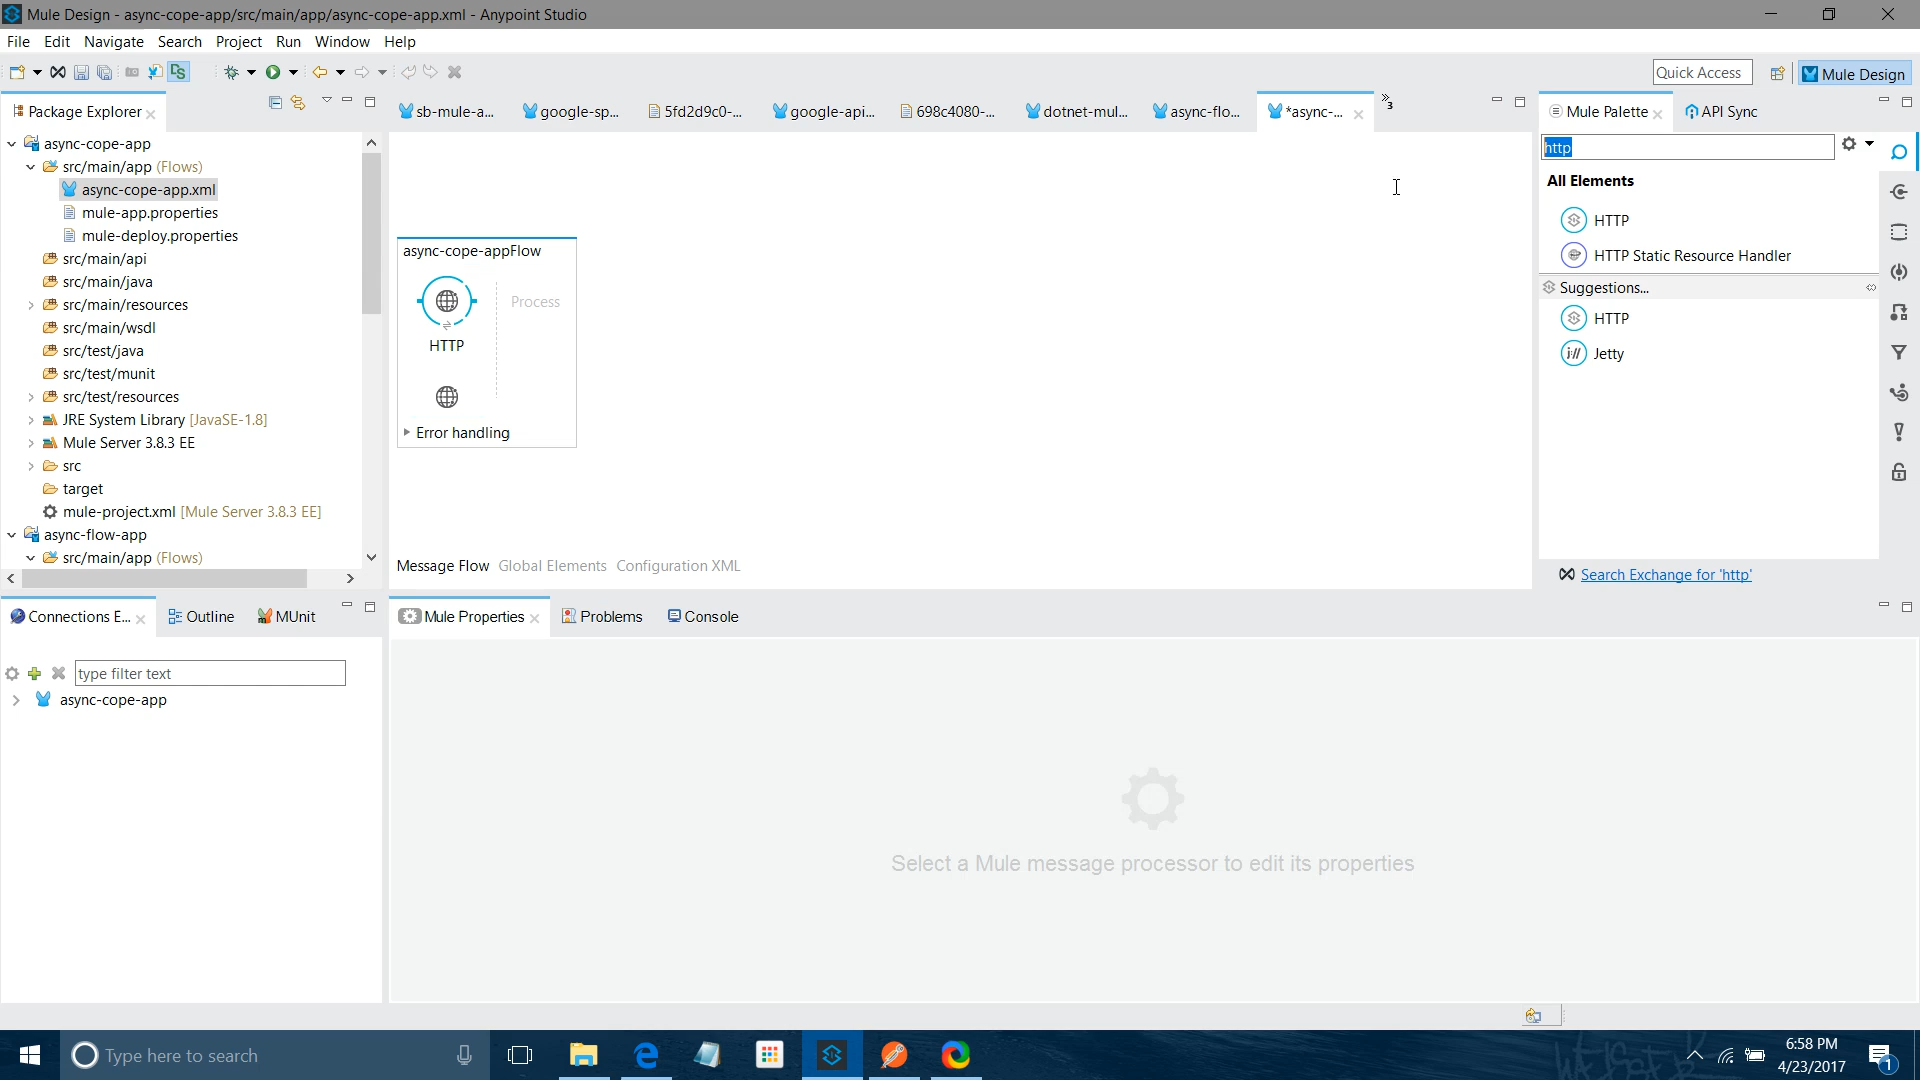 Mule Design - async-cope-app/src/main/app/async-cope-app.xml - Anypoint Studio
File Edit Navigate Search Project Run Window Help
Quick Access
Mule Design
Package Explorer
sb-mule-a...
google-sp...
5fd2d9c0-...
google-api...
698c4080-...
dotnet-mul...
async-flo...
*async-...
3
Mule Palette
API Sync
async-cope-app
src/main/app (Flows)
async-cope-app.xml
mule-app.properties
mule-deploy.properties
src/main/api
src/main/java
src/main/resources
src/main/wsdl
src/test/java
src/test/munit
src/test/resources
JRE System Library [JavaSE-1.8]
Mule Server 3.8.3 EE
src
target
mule-project.xml [Mule Server 3.8.3 EE]
async-flow-app
src/main/app (Flows)
async-cope-appFlow
HTTP
Process
Error handling
Message Flow Global Elements Configuration XML
http
All Elements
HTTP
HTTP Static Resource Handler
Suggestions...
HTTP
Jetty
Search Exchange for 'http'
Connections E...
Outline
MUnit
type filter text
async-cope-app
Mule Properties
Problems
Console
Select a Mule message processor to edit its properties
Type here to search
6:58 PM
4/23/2017
1